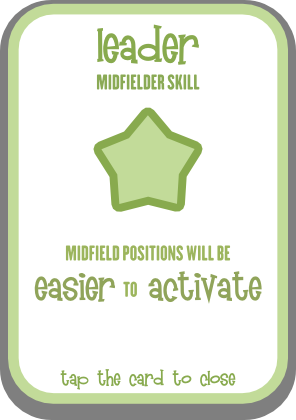 leader
MIDFIELDER SKILL
MIDFIELD POSITIONS WILL BE
easier TO activate
tap the card to close